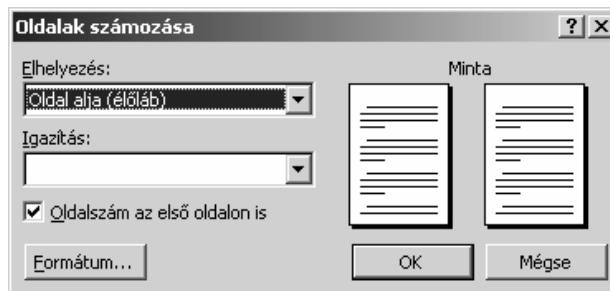 Oldalak számozása
Elhelyezés:
Oldal alja (élőláb)
Igazítás:
Oldalszám az első oldalon is
Formátum...
Minta
OK
Mégse